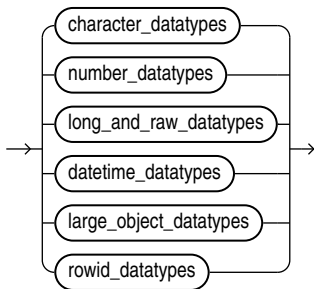 character_datatypes
number_datatypes
long_and_raw_datatypes
datetime_datatypes
large_object_datatypes
rowid_datatypes